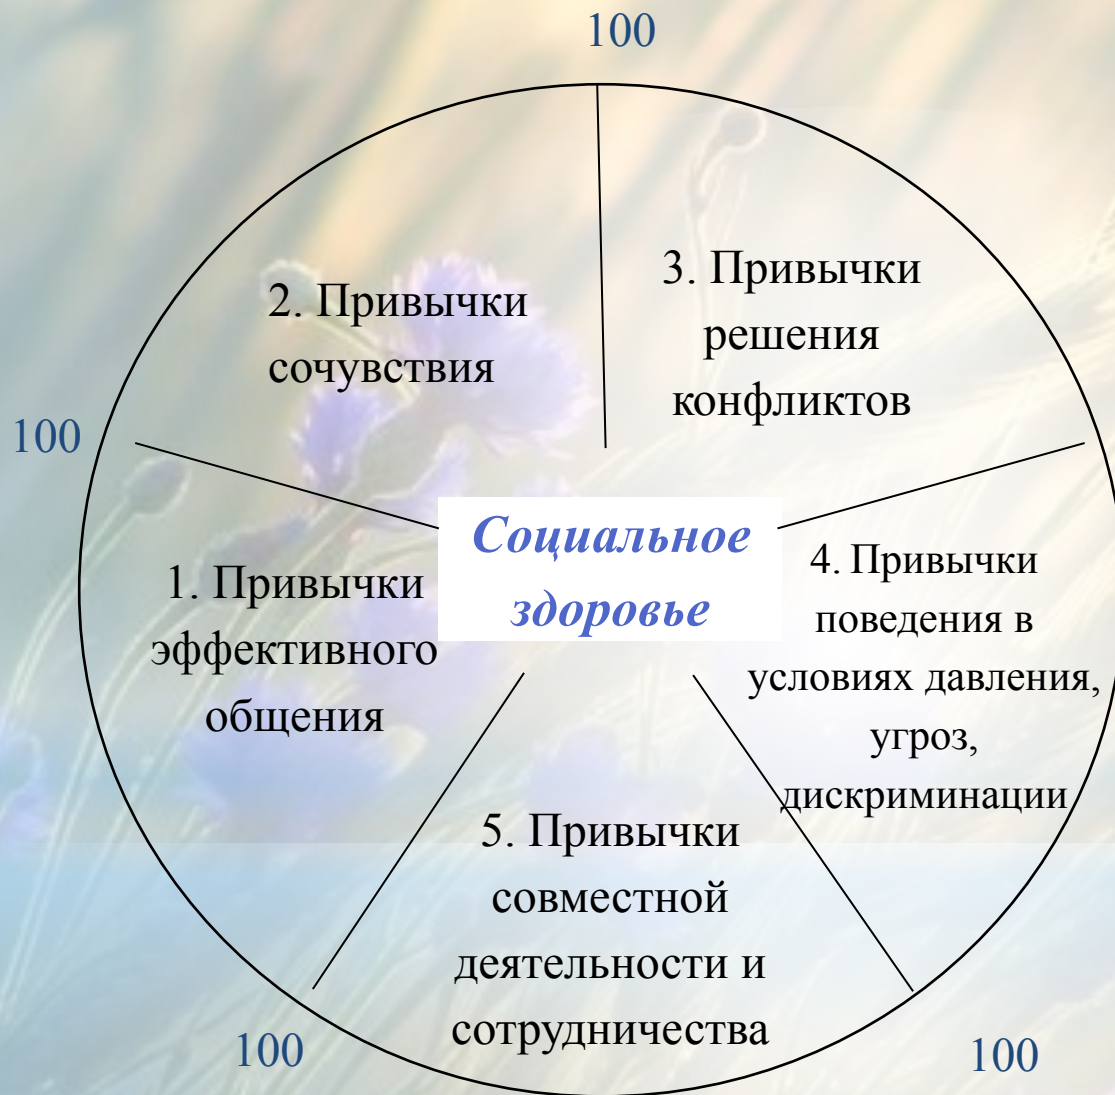 100
2. Привычки
сочувствия
3. Привычки
решения
конфликтов
100
Социальное
здоровье
1. Привычки
эффективного
общения
4. Привычки
поведения в
условиях давления,
угроз,
дискриминации
5. Привычки
совместной
деятельности и
сотрудничества
100
100